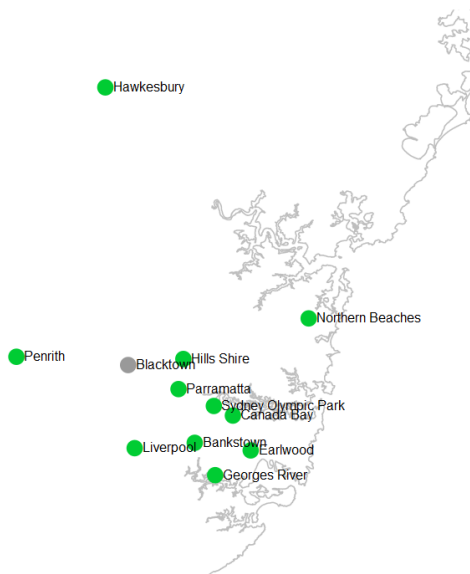 Hawkesbury
Northern Beaches
Penrith
Hills Shire
Blacktown
Parramatta
Sydney Olympic Park
Canada Bay
Bankstown
Liverpool
Earlwood
Georges River